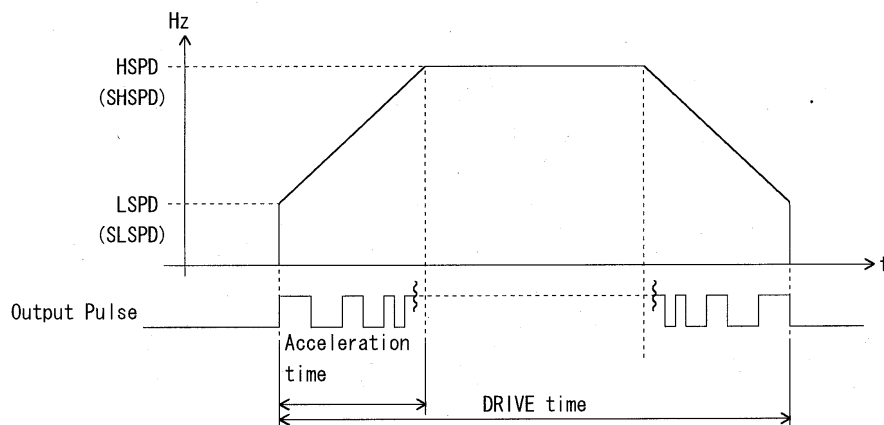 Hz
HSPD
(SHSPD)
LSPD
(SLSPD)
t
Output Pulse
Acceleration
time
DRIVE time